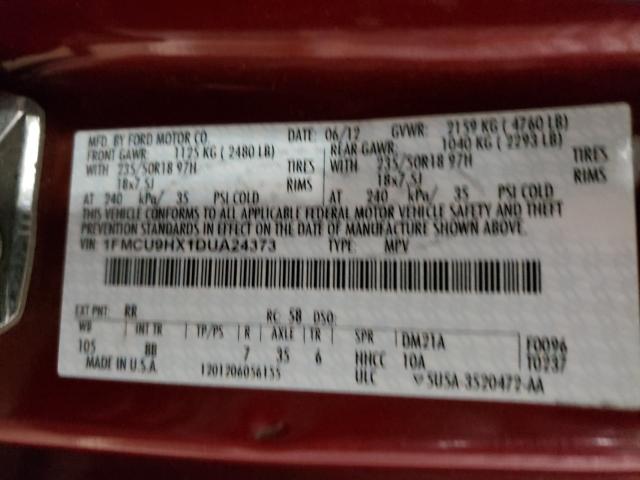 MFD. BY FORD MOTOR CO. DATE: 06/12 GVWR: 2159 KG ( 4760 LB)
FRONT GAWR: 1125 KG ( 2480 LB) REAR GAWR: 1040 KG ( 2293 LB)
WITH 235/50R18 97H TIRES WITH 235/50R18 97H TIRES
18x7.5J RIMS 18x7.5J RIMS
AT 240 kPa/ 35 PSI COLD AT 240 kPa/ 35 PSI COLD
THIS VEHICLE CONFORMS TO ALL APPLICABLE FEDERAL MOTOR VEHICLE SAFETY AND THEFT
PREVENTION STANDARDS IN EFFECT ON THE DATE OF MANUFACTURE SHOWN ABOVE.
VIN: 1FMCU9HX1DUA24373 TYPE: MPV
EXT PNT: RR RC: 58 DSO:
WB INT TR TP/PS R AXLE TR SPR DM21A F0096
105 BB 7 35 6 HHCC 10A T0237
MADE IN U.S.A. 1201206056155 ULC 5U5A-3520472-AA